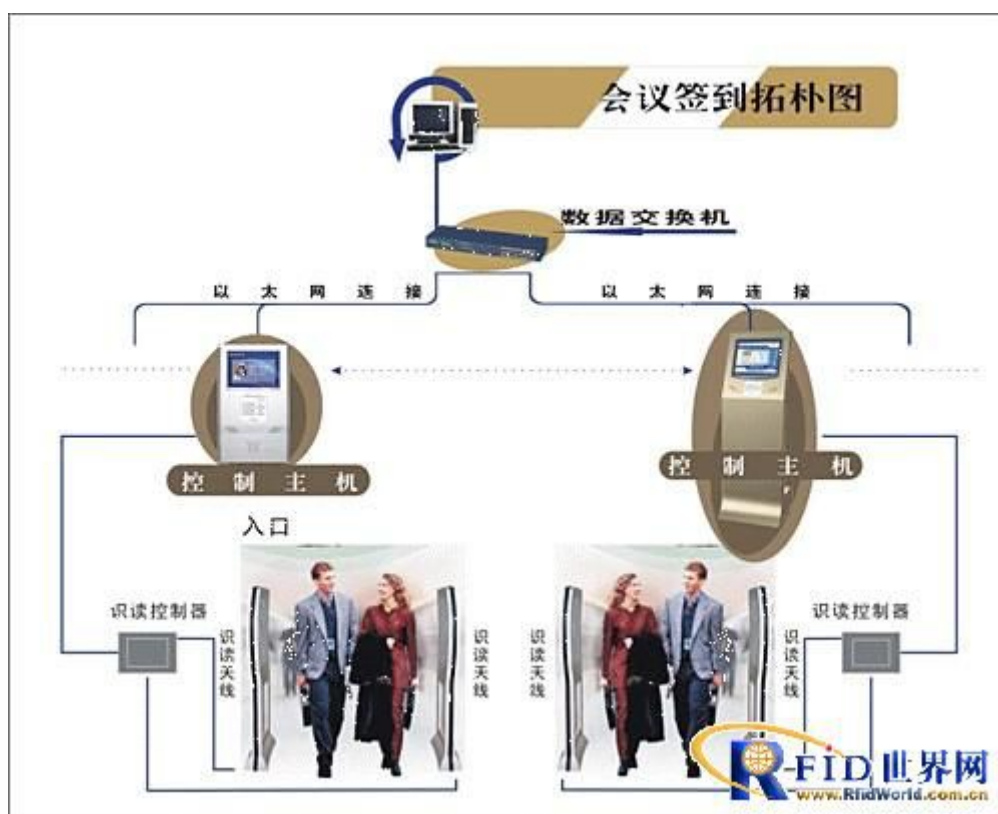 会议签到拓朴图
数据交换机
以太网连接
以太网连接
控制主机
控制主机
入口
识读控制器
识读天线
识读天线
识读天线
识读天线
识读控制器
RFID世界网
www.RfidWorld.com.cn